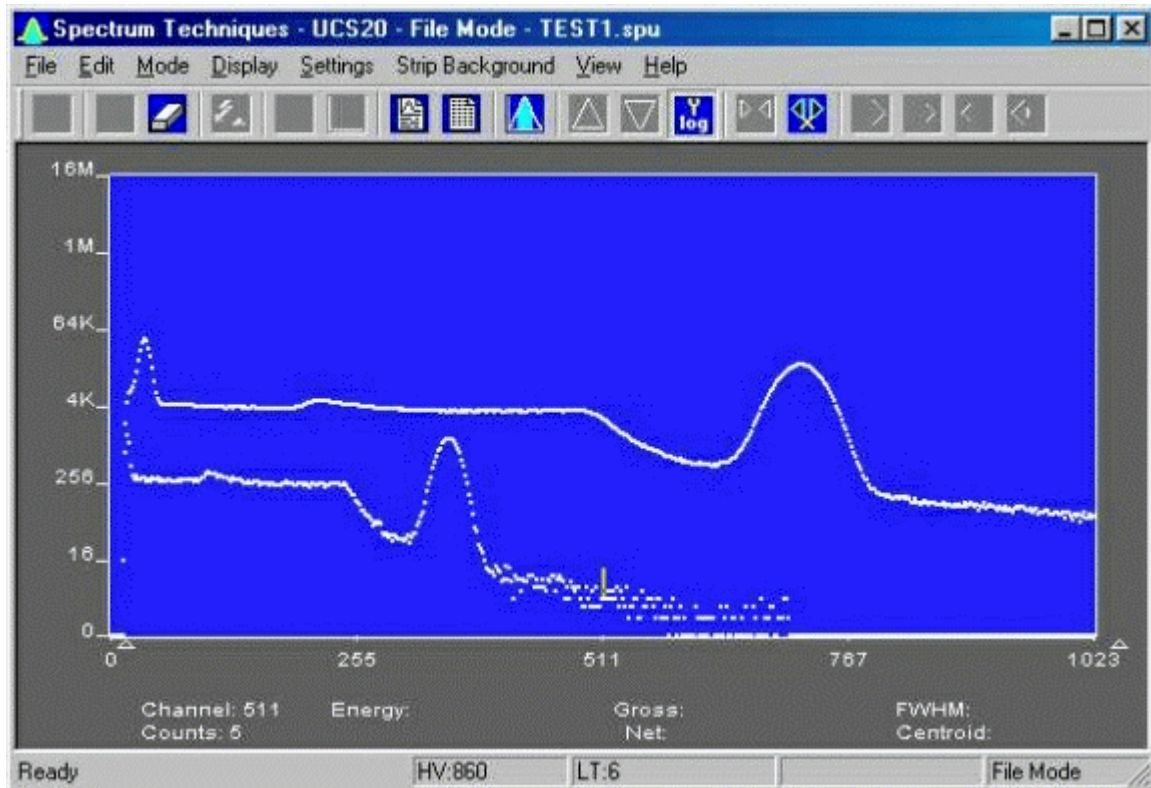 Spectrum Techniques - UCS20 - File Mode - TEST1.spu
File Edit Mode Display Settings Strip Background View Help
Y
log
16M
1M
64K
4K
256
16
0
0 255 511 767 1023
Channel: 511 Energy: Gross: FWHM:
Counts: 5 Net: Centroid:
Ready HV:860 LT:6 File Mode